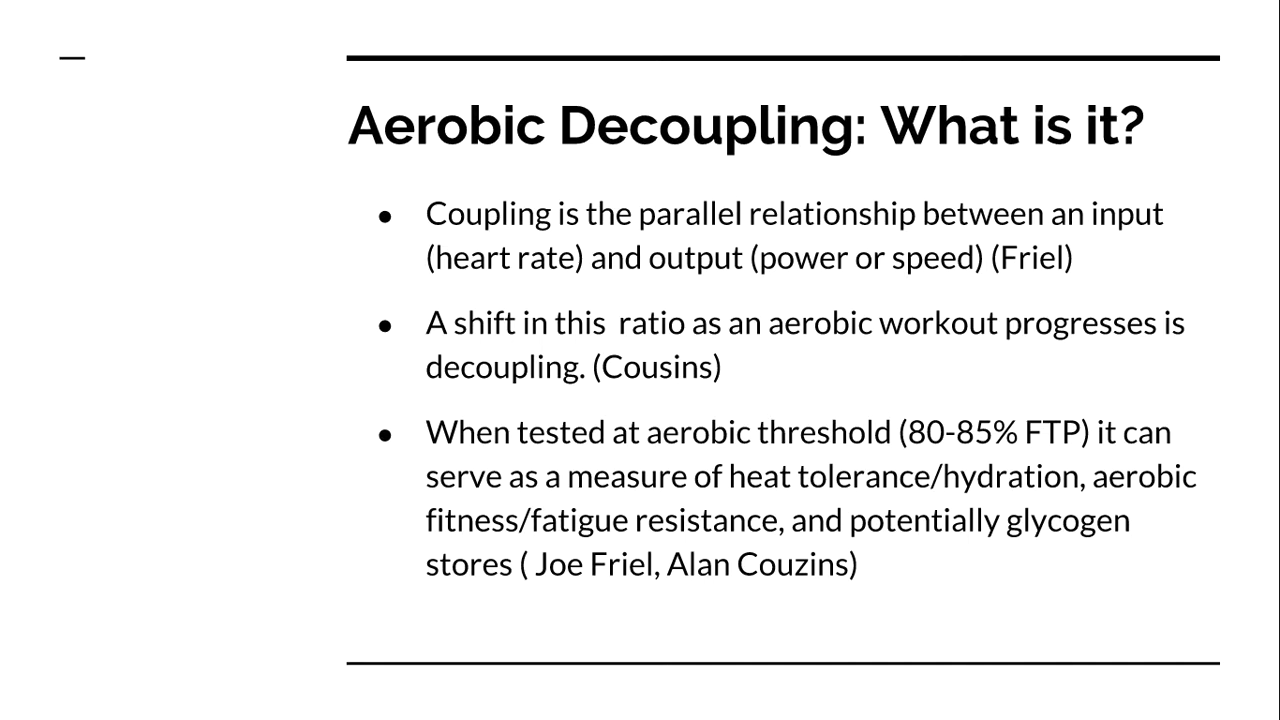 Aerobic Decoupling: What is it?
● Coupling is the parallel relationship between an input
(heart rate) and output (power or speed) (Friel)
● A shift in this  ratio as an aerobic workout progresses is
decoupling. (Cousins)
● When tested at aerobic threshold (80-85% FTP) it can
serve as a measure of heat tolerance/hydration, aerobic
fitness/fatigue resistance, and potentially glycogen
stores ( Joe Friel, Alan Couzins)